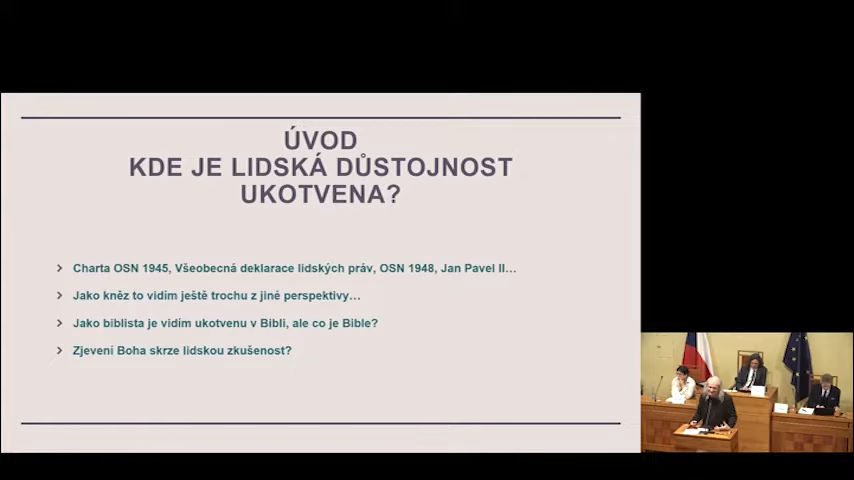 ÚVOD
KDE JE LIDSKÁ DŮSTOJNOST
UKOTVENA?
Charta OSN 1945, Všeobecná deklarace lidských práv, OSN 1948, Jan Pavel II…
Jako kněz to vidím ještě trochu z jiné perspektivy…
Jako biblista je vidím ukotvenu v Bibli, ale co je Bible?
Zjevení Boha skrze lidskou zkušenost?